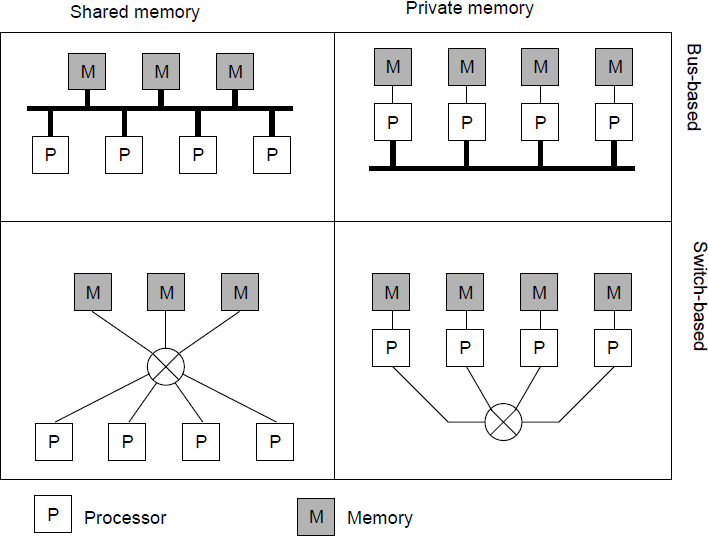 Shared memory
Private memory
M M M
P P P P
M M M M
P P P P
Bus-based
M M M
P P P P
M M M M
P P P P
Switch-based
P Processor
M Memory